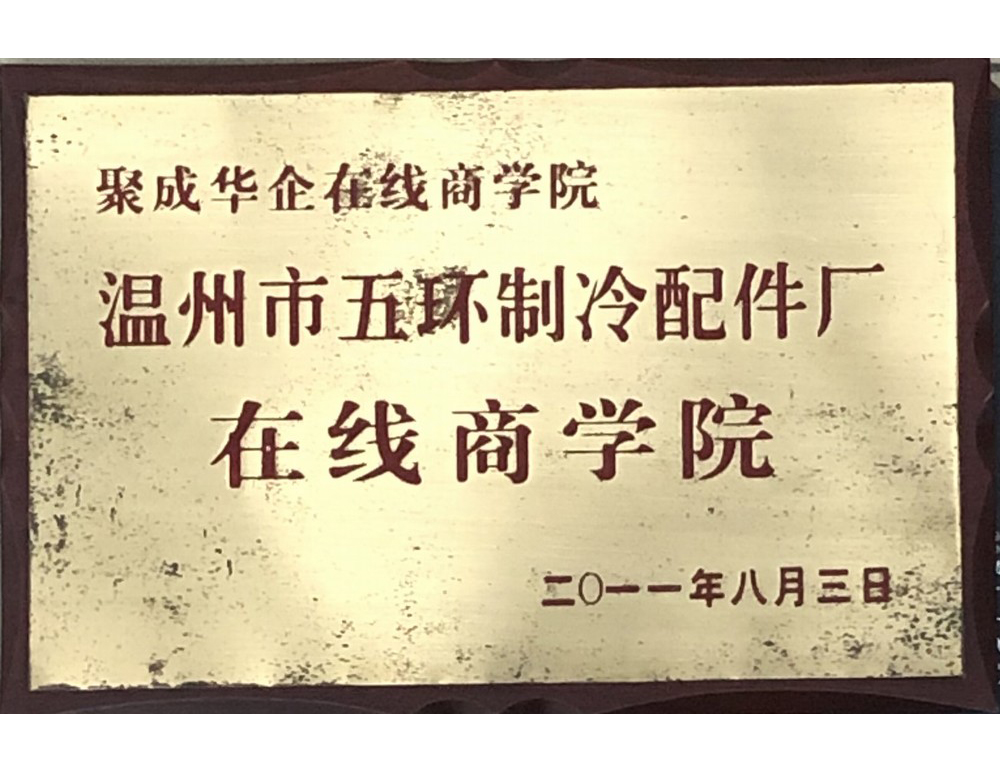 聚成华企在线商学院
温州市五环制冷配件厂
在线商学院
二〇一一年八月三日